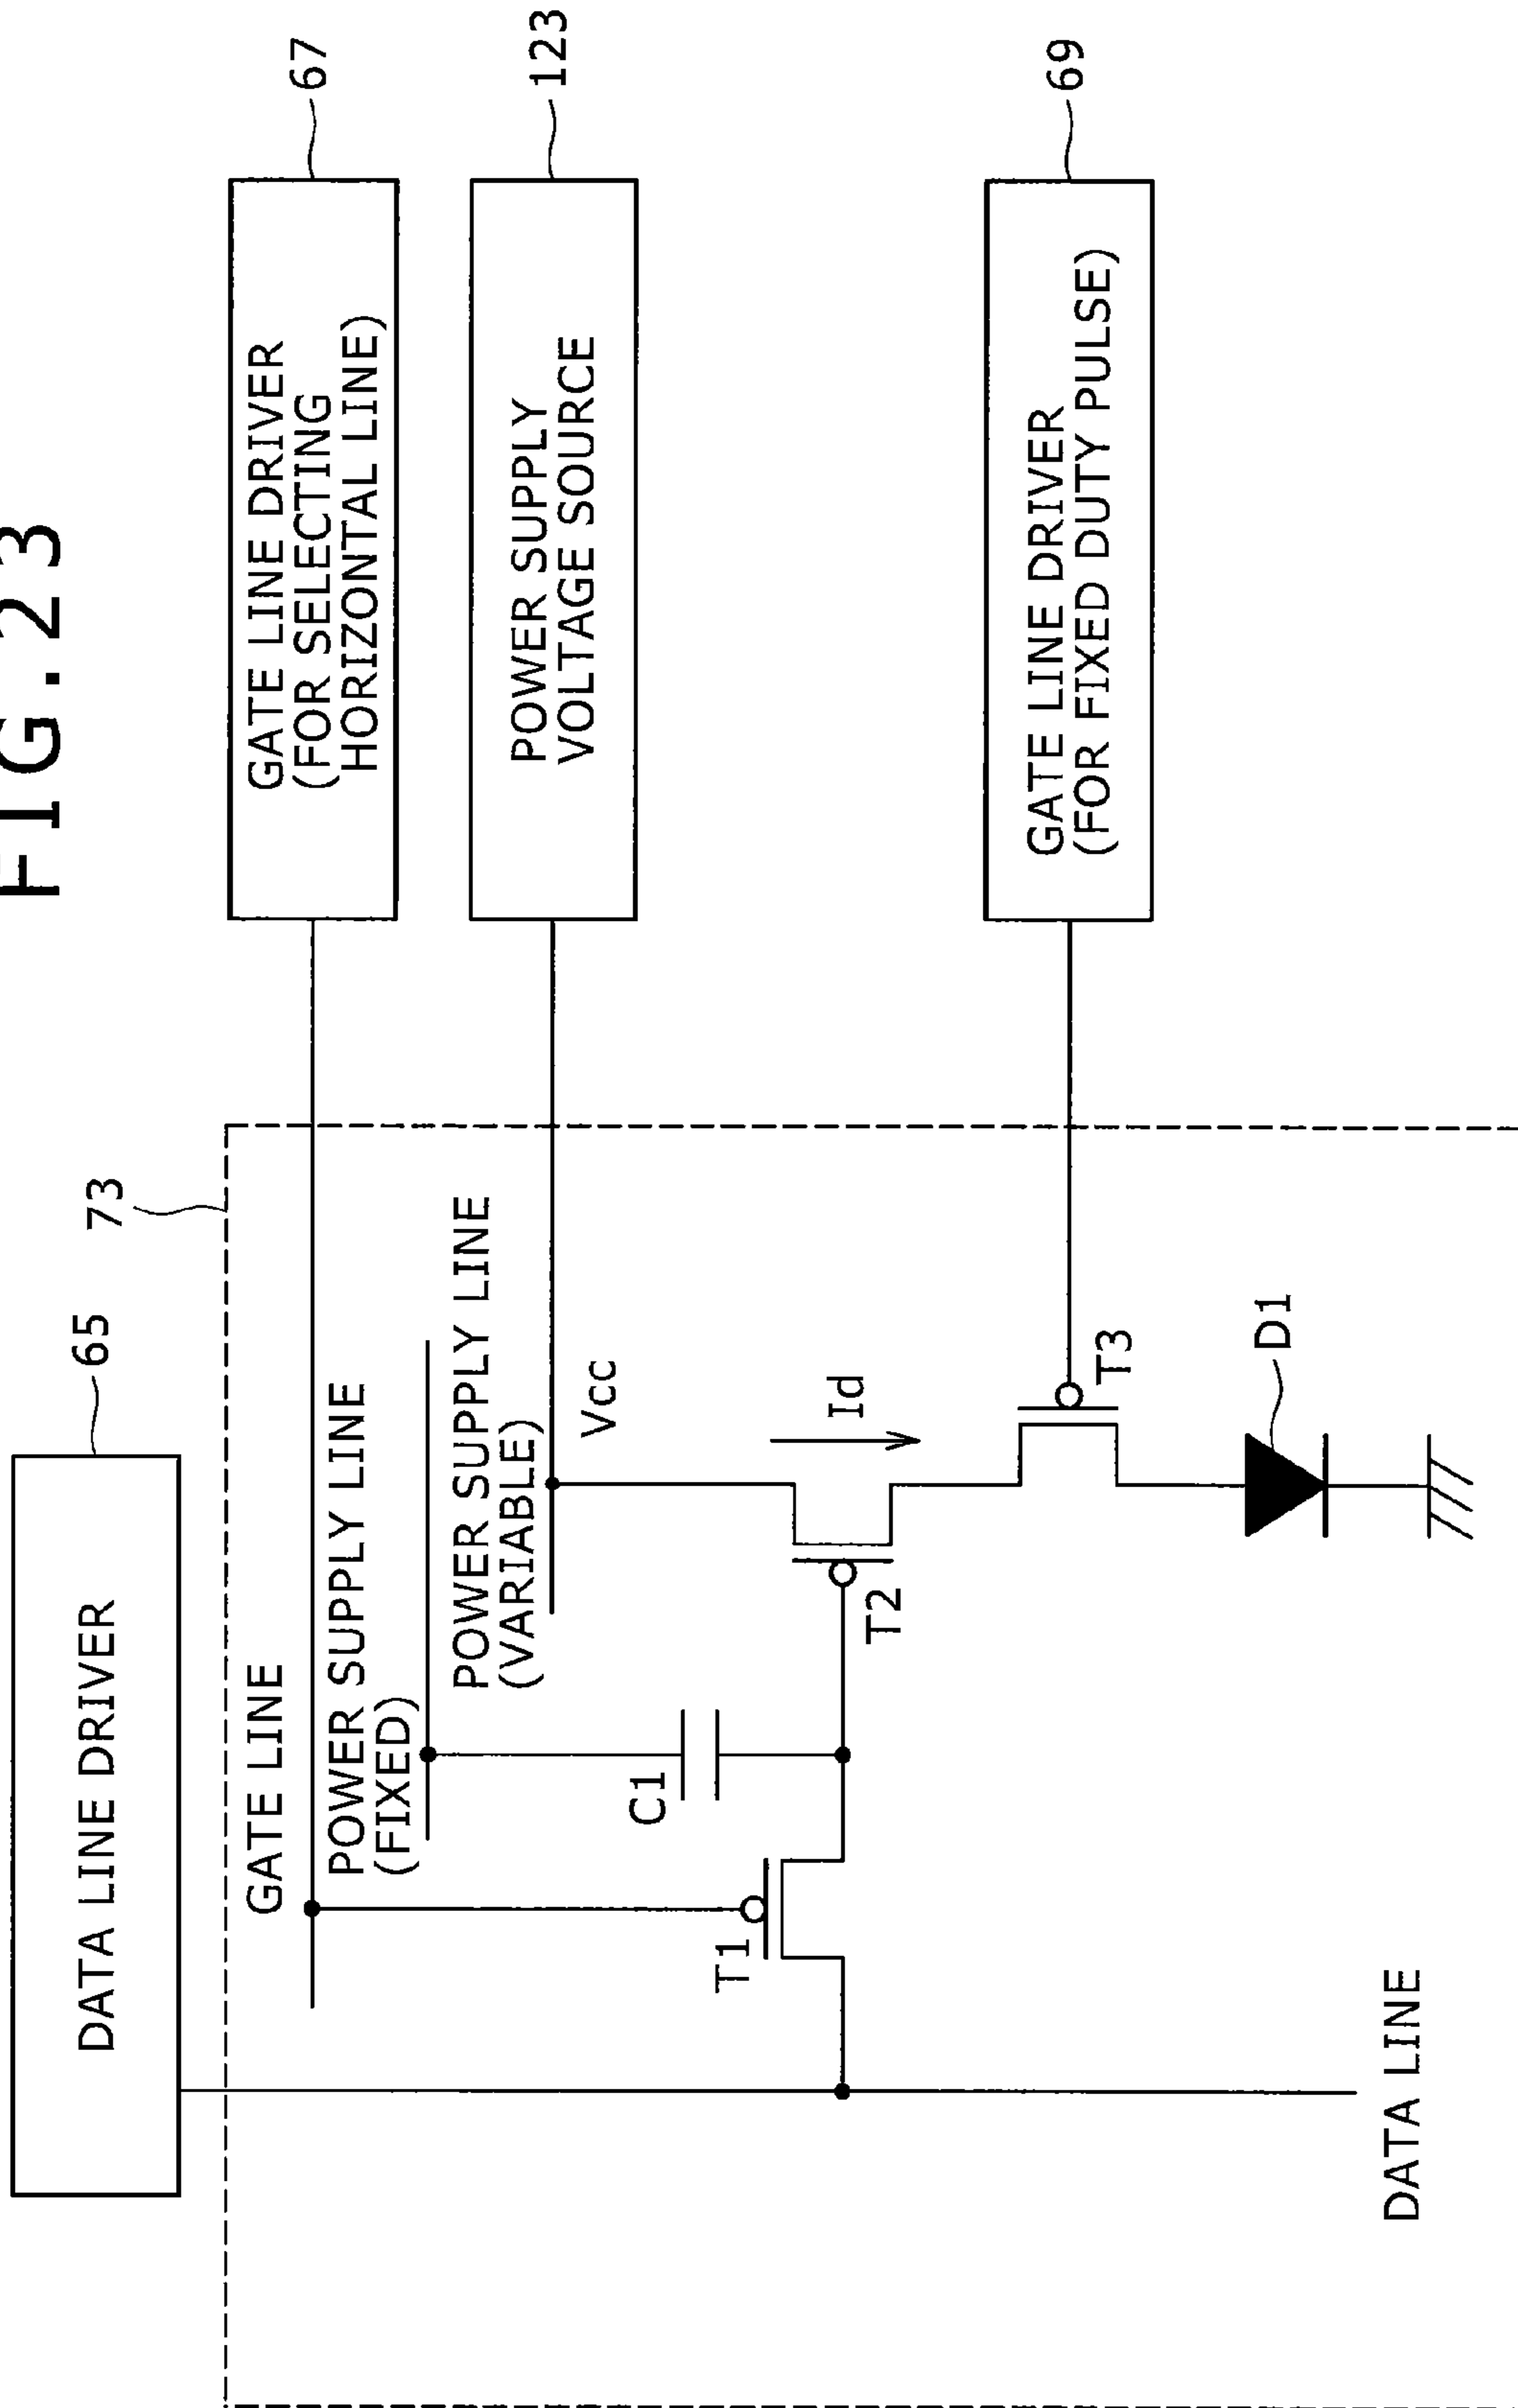 FIG.23
DATA LINE DRIVER
65
73
GATE LINE
GATE LINE DRIVER
(FOR SELECTING
HORIZONTAL LINE)
67
POWER SUPPLY LINE
(FIXED)
POWER SUPPLY LINE
(VARIABLE)
POWER SUPPLY
VOLTAGE SOURCE
123
Vcc
C1
T1
Id
T2
GATE LINE DRIVER
(FOR FIXED DUTY PULSE)
69
T3
D1
DATA LINE